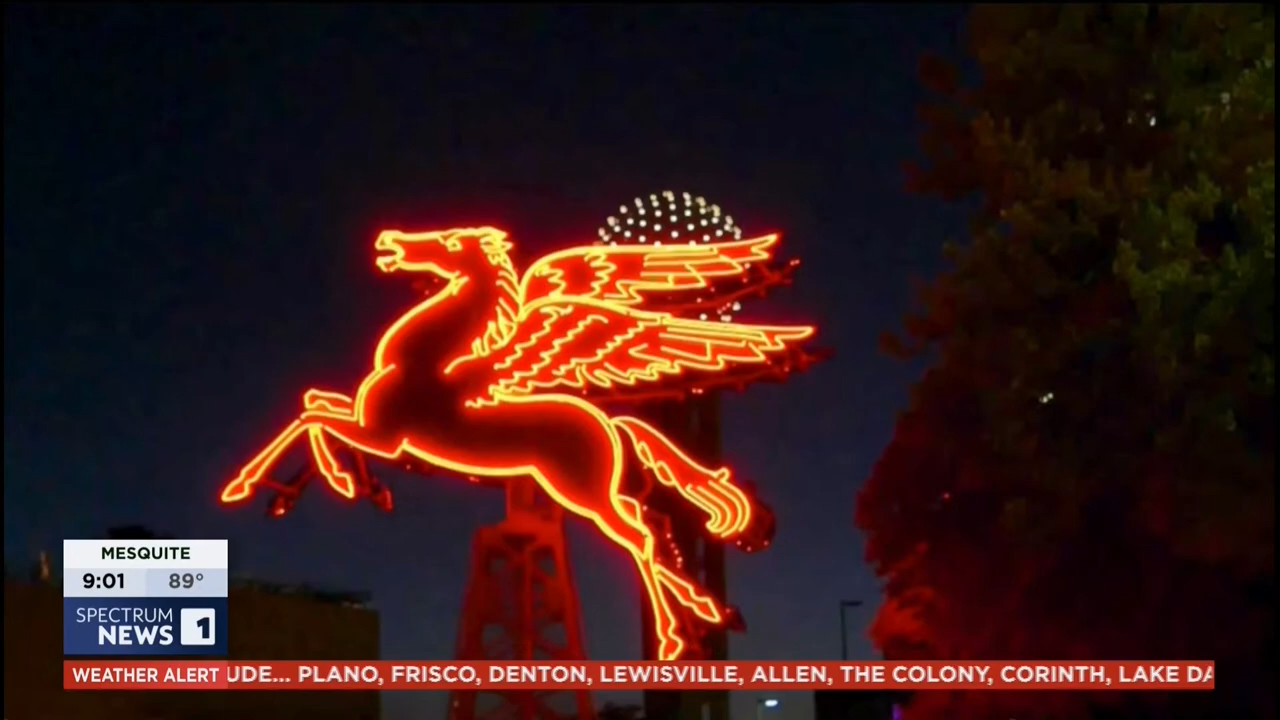 MESQUITE
9:01 89°
SPECTRUM
NEWS 1
WEATHER ALERT UDE... PLANO, FRISCO, DENTON, LEWISVILLE, ALLEN, THE COLONY, CORINTH, LAKE